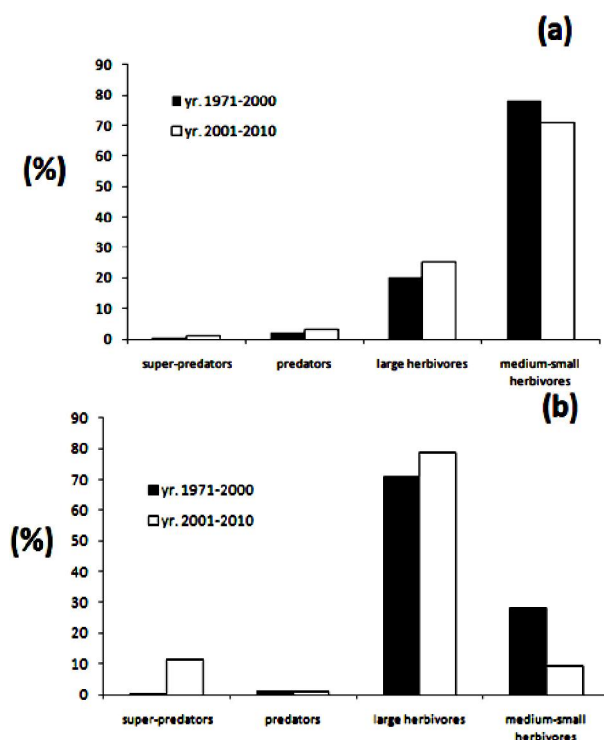 (a)
90
80
70
60
50
40
30
20
10
0
(%)
yr. 1971-2000
yr. 2001-2010
super-predators predators large herbivores medium-small
herbivores
(b)
90
80
70
60
50
40
30
20
10
0
(%)
yr. 1971-2000
yr. 2001-2010
super-predators predators large herbivores medium-small
herbivores